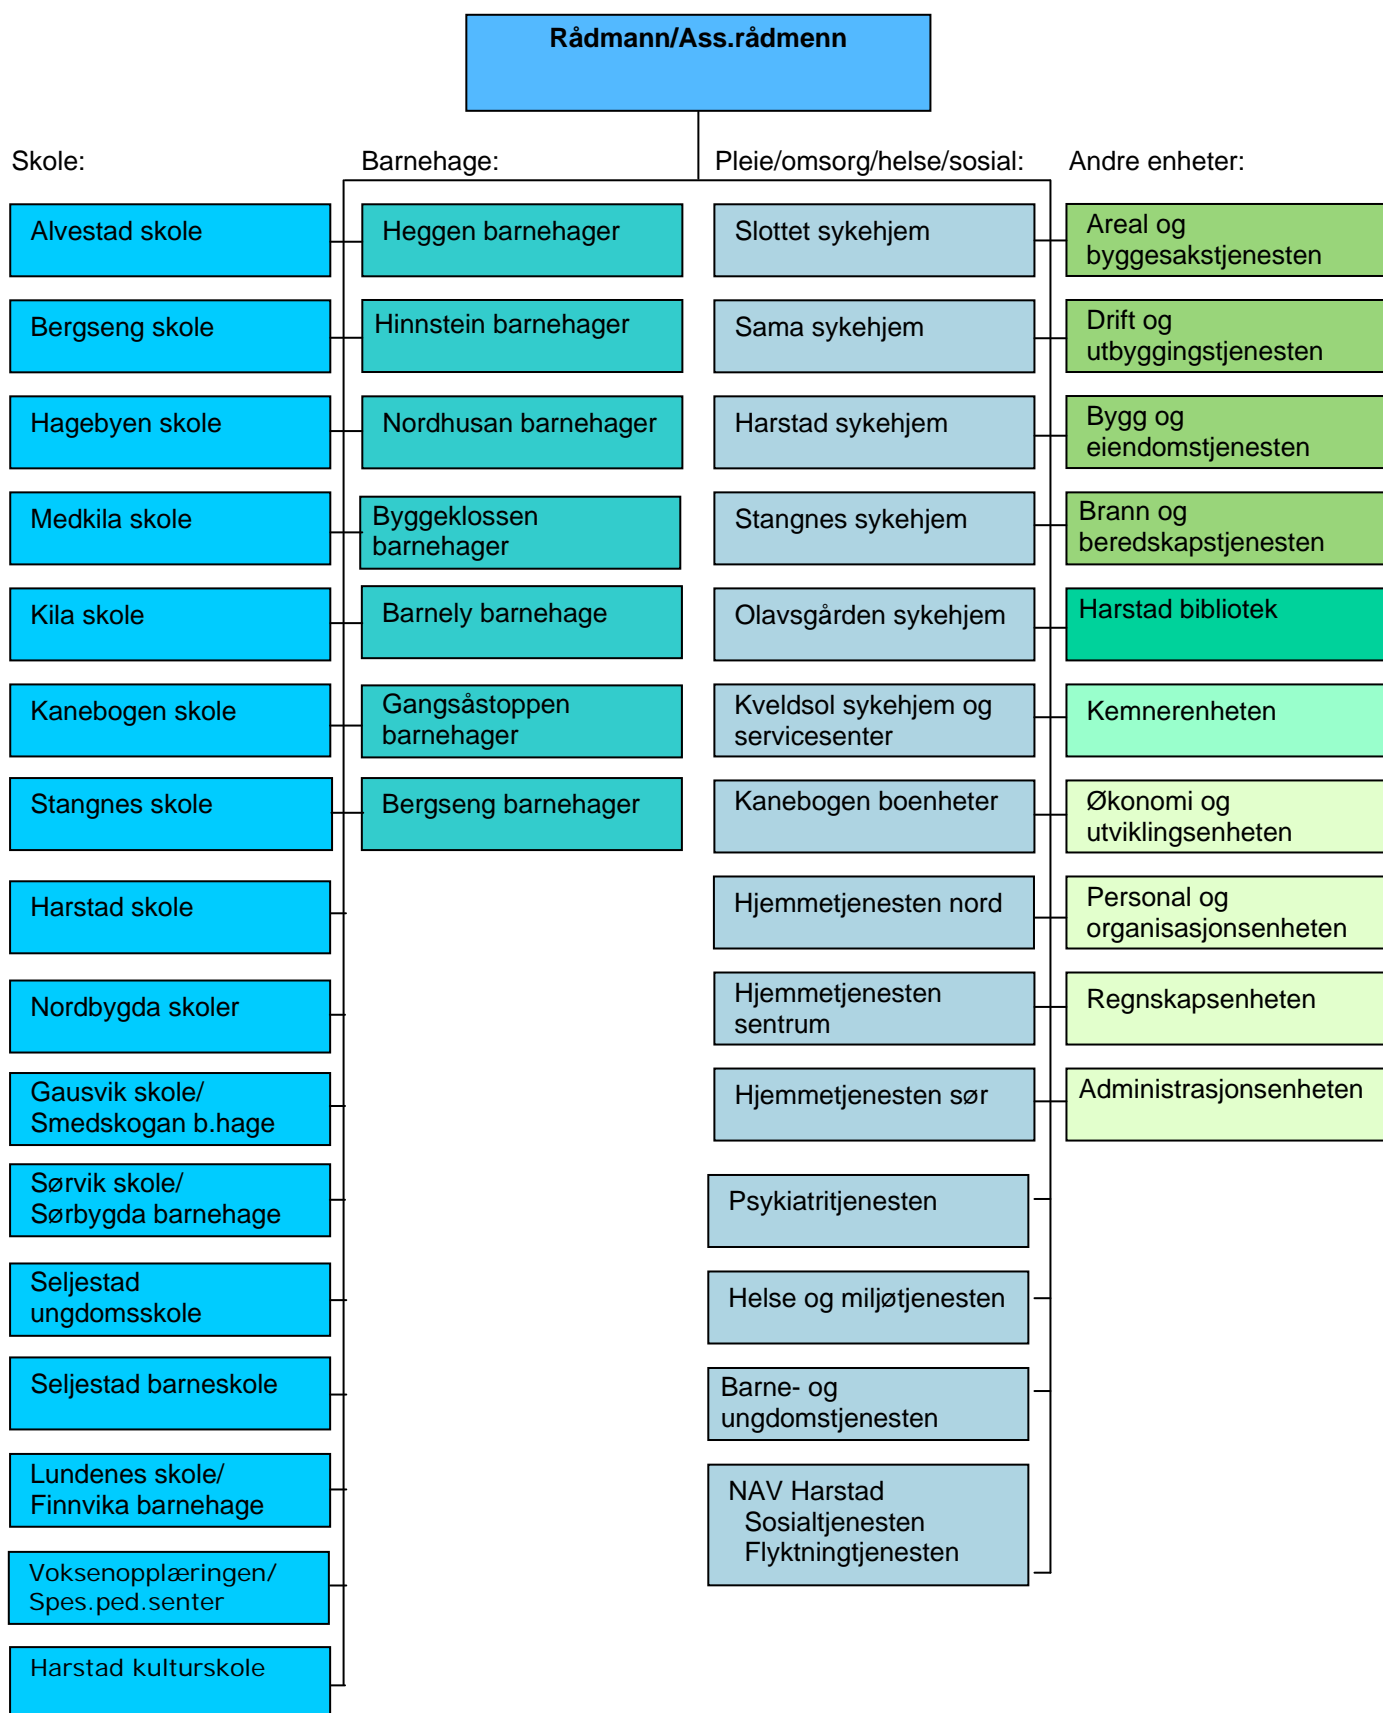 Rådmann/Ass.rådmenn
Skole:
Alvestad skole
Bergseng skole
Hagebyen skole
Medkila skole
Kila skole
Kanebogen skole
Stangnes skole
Harstad skole
Nordbygda skoler
Gausvik skole/
Smedskogan b.hage
Sørvik skole/
Sørbygda barnehage
Seljestad
ungdomsskole
Seljestad barneskole
Lundenes skole/
Finnvika barnehage
Voksenopplæringen/
Spes.ped.senter
Harstad kulturskole
Barnehage:
Heggen barnehager
Hinnstein barnehager
Nordhusan barnehager
Byggeklossen
barnehager
Barnely barnehage
Gangsåstoppen
barnehager
Bergseng barnehager
Pleie/omsorg/helse/sosial:
Slottet sykehjem
Sama sykehjem
Harstad sykehjem
Stangnes sykehjem
Olavsgården sykehjem
Kveldsol sykehjem og
servicesenter
Kanebogen boenheter
Hjemmetjenesten nord
Hjemmetjenesten
sentrum
Hjemmetjenesten sør
Psykiatritjenesten
Helse og miljøtjenesten
Barne- og
ungdomstjenesten
NAV Harstad
Sosialtjenesten
Flyktningtjenesten
Andre enheter:
Areal og
byggesakstjenesten
Drift og
utbyggingstjenesten
Bygg og
eiendomstjenesten
Brann og
beredskapstjenesten
Harstad bibliotek
Kemnerenheten
Økonomi og
utviklingsenheten
Personal og
organisasjonsenheten
Regnskapsenheten
Administrasjonsenheten